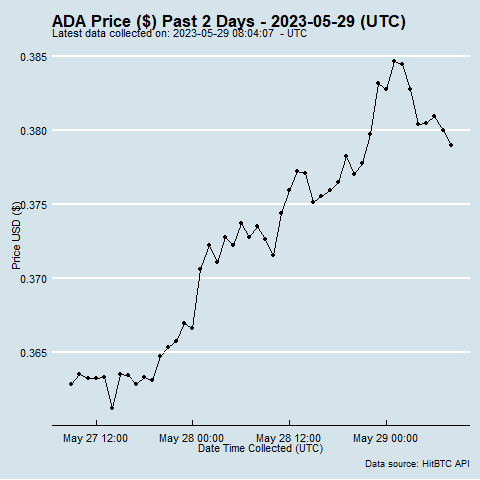 ADA Price ($) Past 2 Days - 2023-05-29 (UTC)
Latest data collected on: 2023-05-29 08:04:07  - UTC
0.385
0.380
0.375
0.370
0.365
Price USD ($)
May 27 12:00
May 28 00:00
May 28 12:00
May 29 00:00
Date Time Collected (UTC)
Data source: HitBTC API